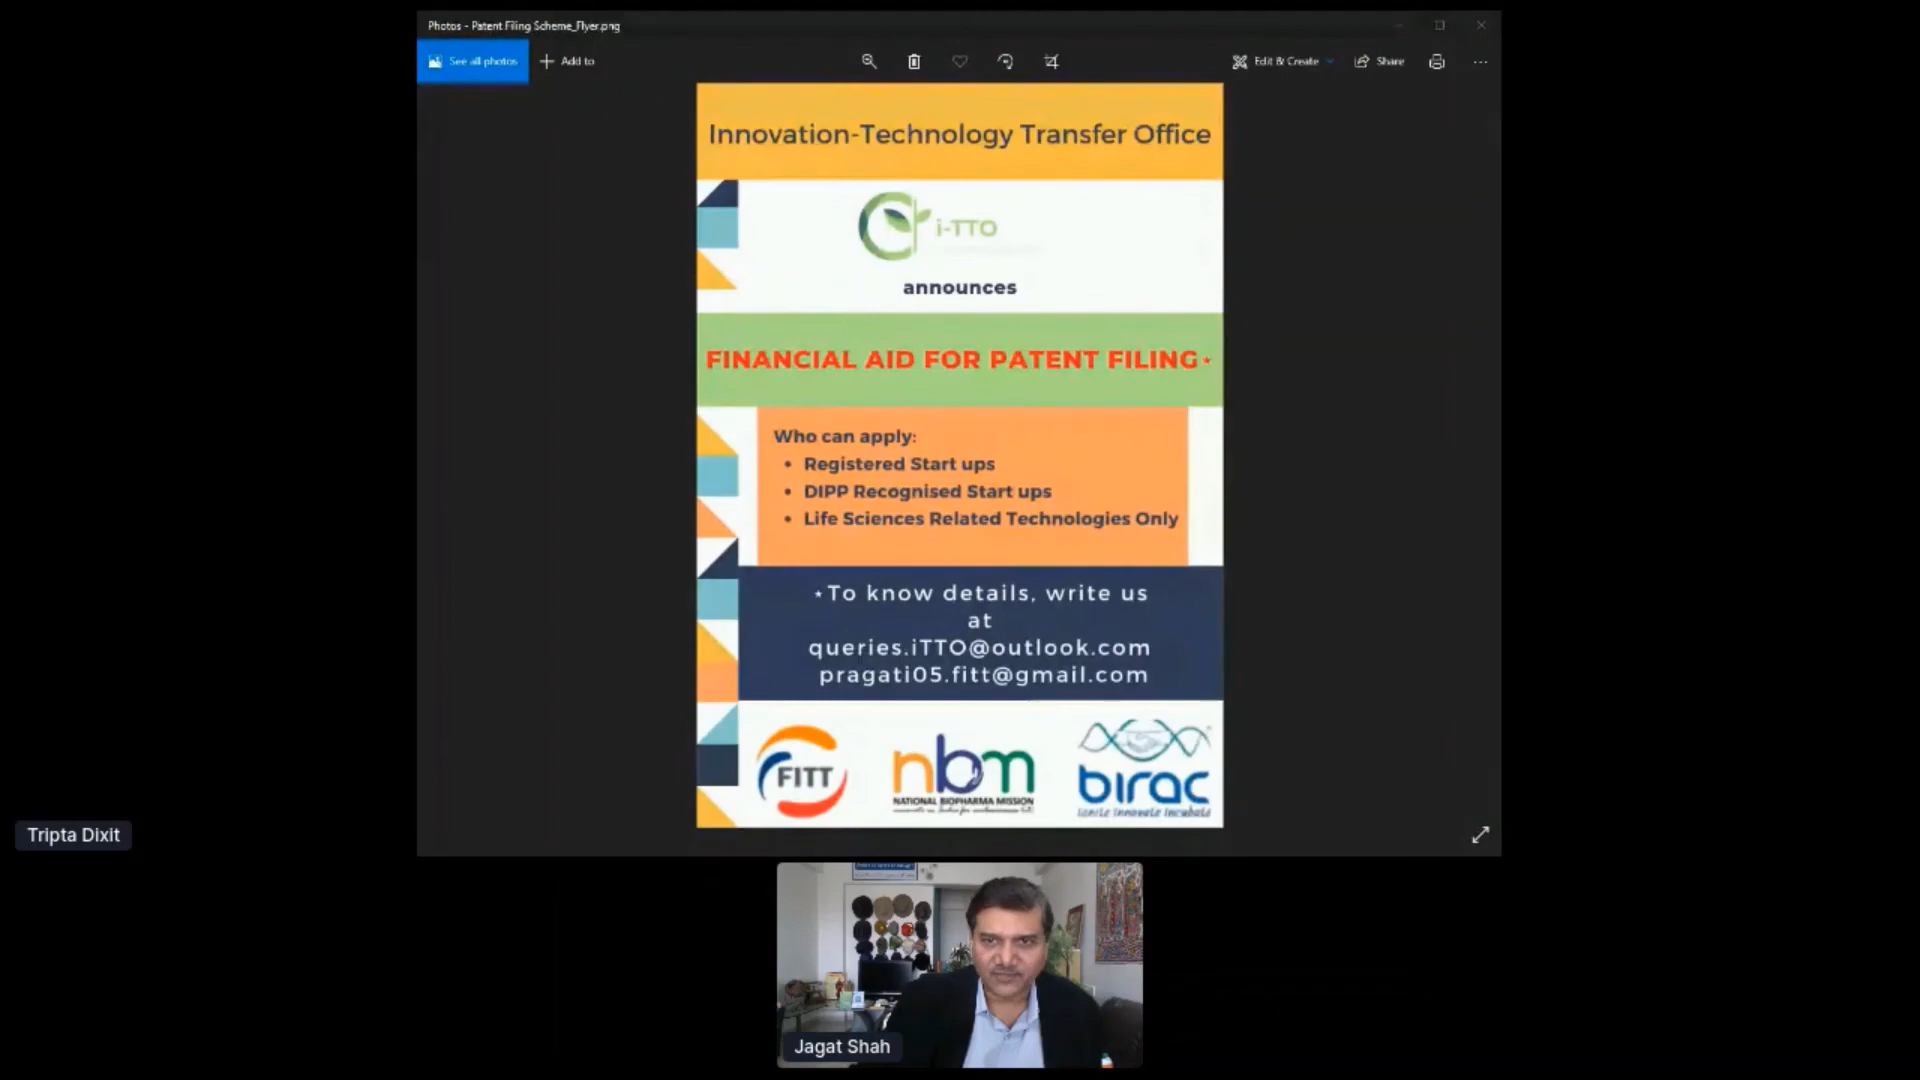 Photos - Patent Filing Scheme_Flyer.png
See all photos
Add to
Edit & Create
Share
Innovation-Technology Transfer Office
i-TTO
announces
FINANCIAL AID FOR PATENT FILING*
Who can apply:
• Registered Start ups
• DIPP Recognised Start ups
• Life Sciences Related Technologies Only
*To know details, write us
at
queries.iTTO@outlook.com
pragati05.fitt@gmail.com
FITT
nbm
NATIONAL BIOPHARMA MISSION
birac
Ignite Innovate Incubate
Tripta Dixit
Jagat Shah